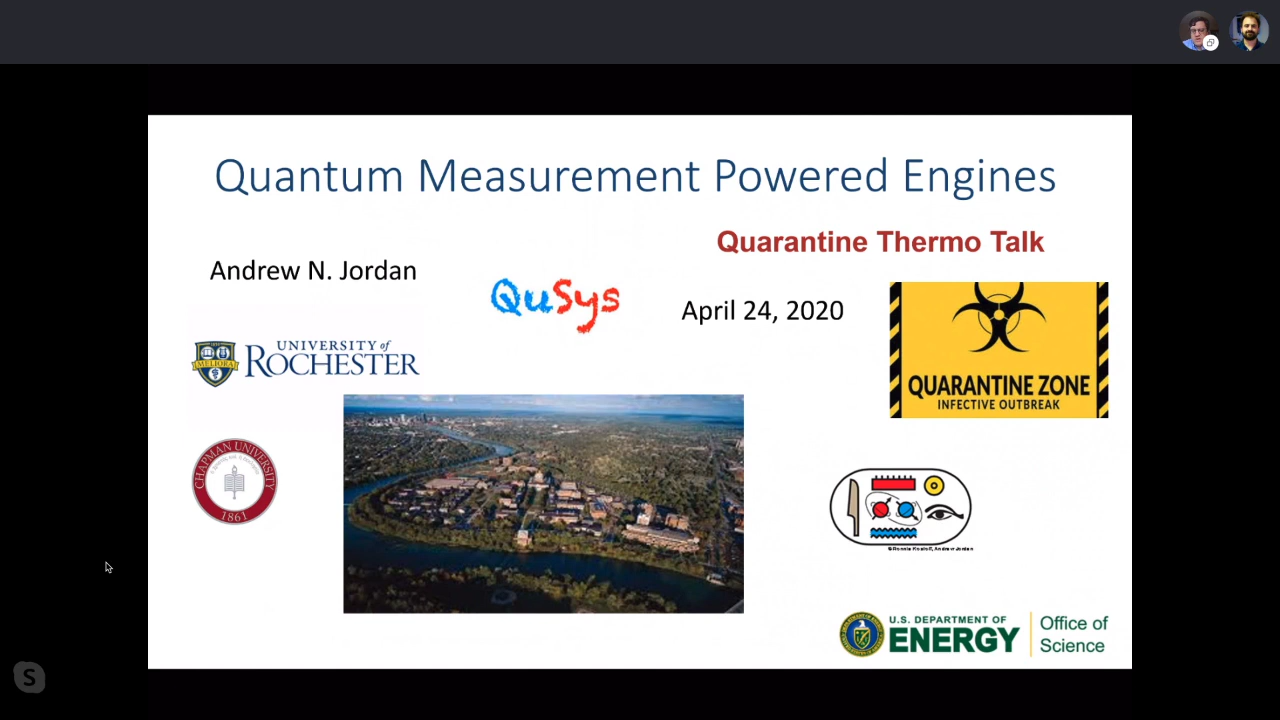 Quantum Measurement Powered Engines
Quarantine Thermo Talk
Andrew N. Jordan
QuSys
April 24, 2020
MELIORA
UNIVERSITY of
ROCHESTER
QUARANTINE ZONE
INFECTIVE OUTBREAK
CHAPMAN UNIVERSITY
1861
U.S. DEPARTMENT OF
ENERGY
Office of
Science
S